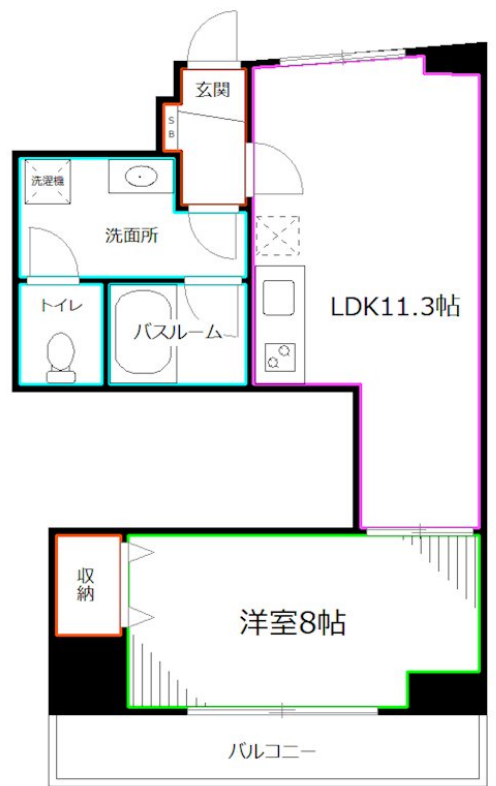 玄関
SB
洗濯機
洗面所
トイレ
バスルーム
LDK11.3帖
収納
洋室8帖
バルコニー